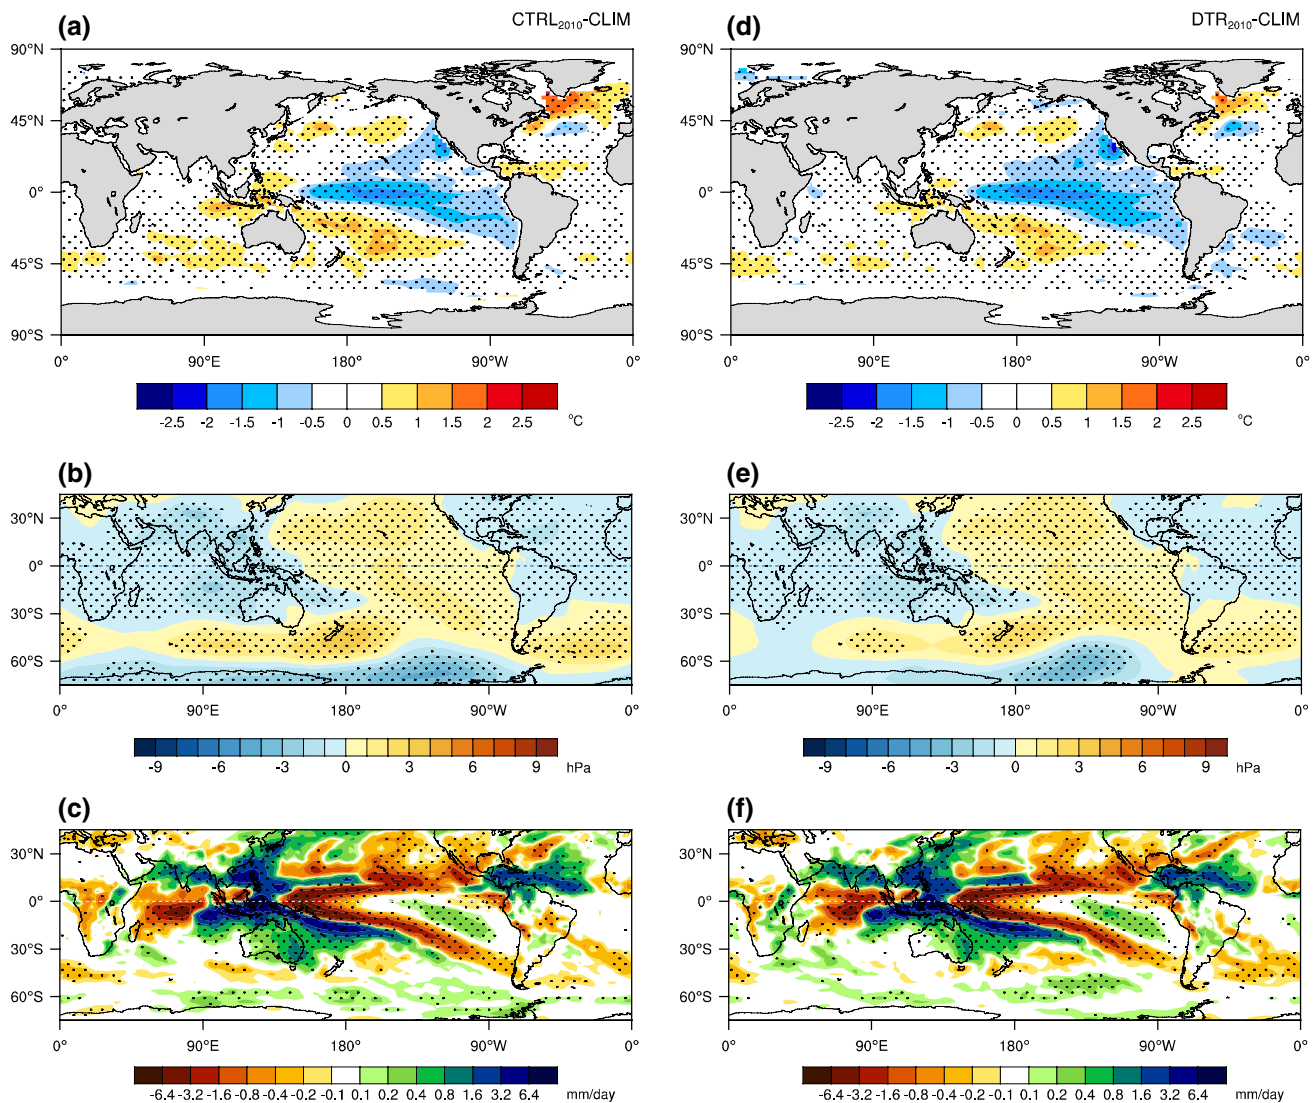 (a) CTRL2010-CLIM
90°N
45°N
0°
45°S
90°S
0° 90°E 180° 90°W 0°
-2.5 -2 -1.5 -1 -0.5 0 0.5 1 1.5 2 2.5 °C
(d) DTR2010-CLIM
90°N
45°N
0°
45°S
90°S
0° 90°E 180° 90°W 0°
-2.5 -2 -1.5 -1 -0.5 0 0.5 1 1.5 2 2.5 °C
(b)
30°N
0°
30°S
60°S
0° 90°E 180° 90°W 0°
-9 -6 -3 0 3 6 9 hPa
(e)
30°N
0°
30°S
60°S
0° 90°E 180° 90°W 0°
-9 -6 -3 0 3 6 9 hPa
(c)
30°N
0°
30°S
60°S
0° 90°E 180° 90°W 0°
-6.4 -3.2 -1.6 -0.8 -0.4 -0.2 -0.1 0.1 0.2 0.4 0.8 1.6 3.2 6.4 mm/day
(f)
30°N
0°
30°S
60°S
0° 90°E 180° 90°W 0°
-6.4 -3.2 -1.6 -0.8 -0.4 -0.2 -0.1 0.1 0.2 0.4 0.8 1.6 3.2 6.4 mm/day